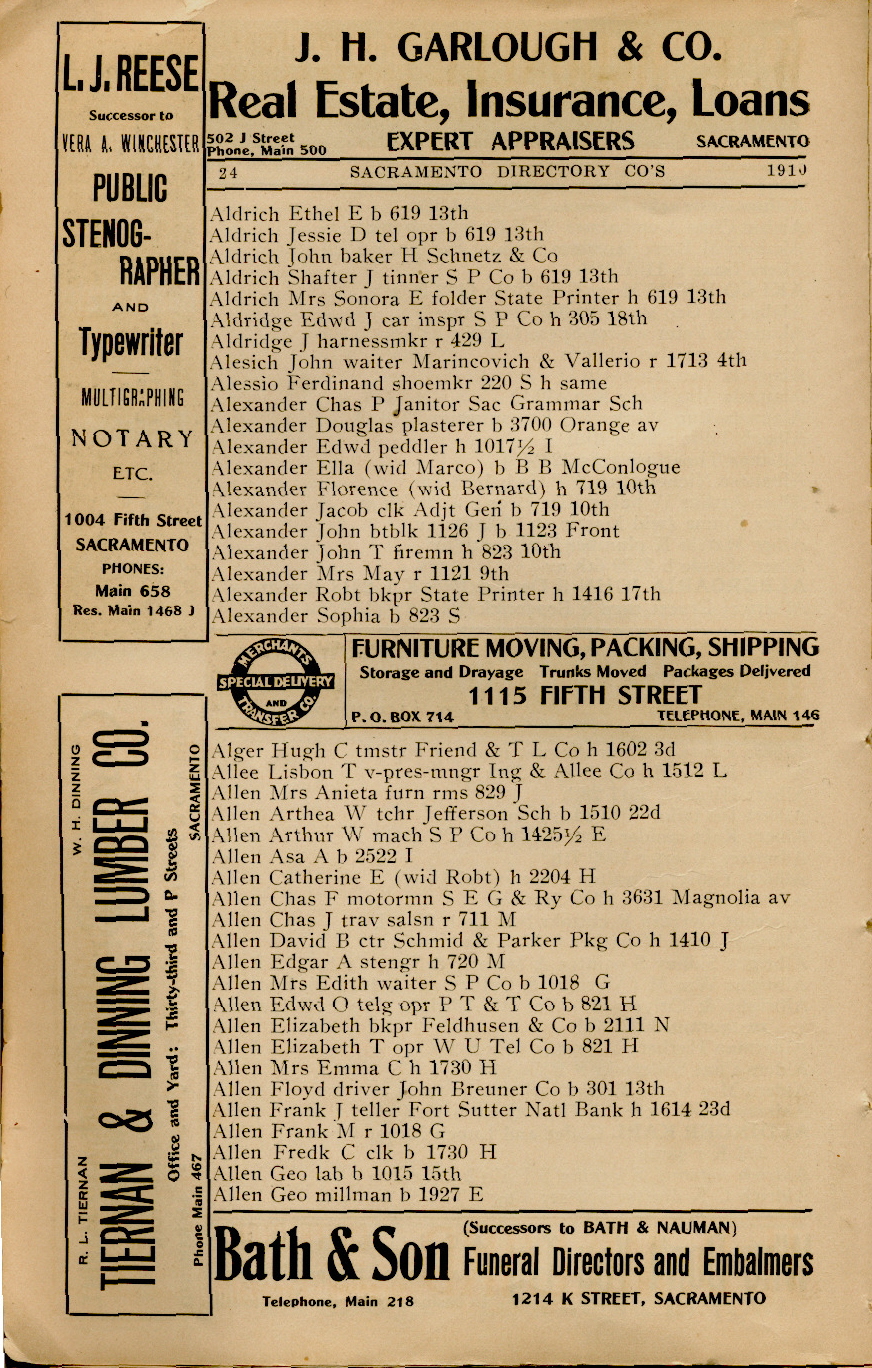 J. H. GARLOUGH & CO.
Real Estate, Insurance, Loans
502 J Street
Phone, Main 500
EXPERT APPRAISERS
SACRAMENTO
24 SACRAMENTO DIRECTORY CO'S 1910
L. J. REESE
Successor to
VERA A. WINCHESTER
PUBLIC
STENOG-
RAPHER
AND
Typewriter
MULTIGRAPHING
NOTARY
ETC.
1004 Fifth Street
SACRAMENTO
PHONES:
Main 658
Res. Main 1468 J
Aldrich Ethel E b 619 13th
Aldrich Jessie D tel opr b 619 13th
Aldrich John baker H Schnetz & Co
Aldrich Shafter J tinner S P Co b 619 13th
Aldrich Mrs Sonora E folder State Printer h 619 13th
Aldridge Edwd J car inspr S P Co h 305 18th
Aldridge J harnessmkr r 429 L
Alesich John waiter Marincovich & Vallerio r 1713 4th
Alessio Ferdinand shoemkr 220 S h same
Alexander Chas P Janitor Sac Grammar Sch
Alexander Douglas plasterer b 3700 Orange av
Alexander Edwd peddler h 1017½ I
Alexander Ella (wid Marco) b B B McConlogue
Alexander Florence (wid Bernard) h 719 10th
Alexander Jacob clk Adjt Gen b 719 10th
Alexander John btblk 1126 J b 1123 Front
Alexander John T firemn h 823 10th
Alexander Mrs May r 1121 9th
Alexander Robt bkpr State Printer h 1416 17th
Alexander Sophia b 823 S
MERCHANTS
SPECIAL DELIVERY
AND
TRANSFER CO.
FURNITURE MOVING, PACKING, SHIPPING
Storage and Drayage Trunks Moved Packages Delivered
1115 FIFTH STREET
P. O. BOX 714 TELEPHONE, MAIN 146
W. H. DINNING
R. L. TIERNAN
TIERNAN & DINNING LUMBER CO.
Office and Yard: Thirty-third and P Streets
Phone Main 467
SACRAMENTO
Alger Hugh C tmstr Friend & T L Co h 1602 3d
Allee Lisbon T v-pres-mngr Ing & Allee Co h 1512 L
Allen Mrs Anieta furn rms 829 J
Allen Arthea W tchr Jefferson Sch b 1510 22d
Allen Arthur W mach S P Co h 1425½ E
Allen Asa A b 2522 I
Allen Catherine E (wid Robt) h 2204 H
Allen Chas F motormn S E G & Ry Co h 3631 Magnolia av
Allen Chas J trav salsn r 711 M
Allen David B ctr Schmid & Parker Pkg Co h 1410 J
Allen Edgar A stengr h 720 M
Allen Mrs Edith waiter S P Co b 1018 G
Allen Edwd O telg opr P T & T Co b 821 H
Allen Elizabeth bkpr Feldhusen & Co b 2111 N
Allen Elizabeth T opr W U Tel Co b 821 H
Allen Mrs Emma C h 1730 H
Allen Floyd driver John Breuner Co b 301 13th
Allen Frank J teller Fort Sutter Natl Bank h 1614 23d
Allen Frank M r 1018 G
Allen Fredk C clk b 1730 H
Allen Geo lab b 1015 15th
Allen Geo millman b 1927 E
Bath & Son
(Successors to BATH & NAUMAN)
Funeral Directors and Embalmers
Telephone, Main 218
1214 K STREET, SACRAMENTO